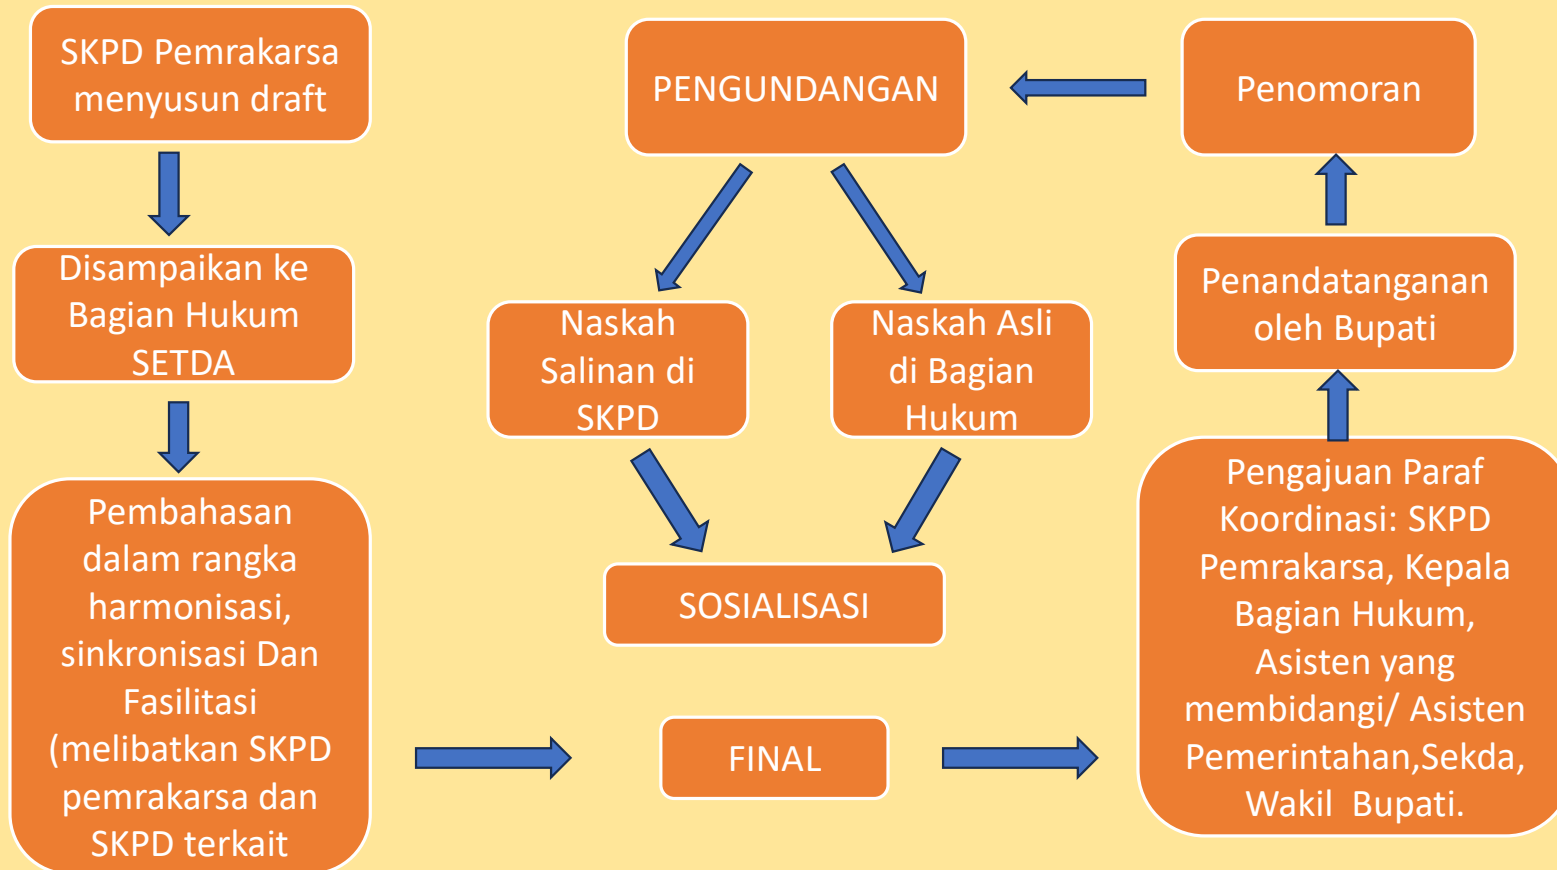 SKPD Pemrakarsa
menyusun draft
Disampaikan ke
Bagian Hukum
SETDA
Pembahasan
dalam rangka
harmonisasi,
sinkronisasi Dan
Fasilitasi
(melibatkan SKPD
pemrakarsa dan
SKPD terkait
FINAL
Pengajuan Paraf
Koordinasi: SKPD
Pemrakarsa, Kepala
Bagian Hukum,
Asisten yang
membidangi/ Asisten
Pemerintahan,Sekda,
Wakil  Bupati.
Penandatanganan
oleh Bupati
Penomoran
PENGUNDANGAN
Naskah
Salinan di
SKPD
Naskah Asli
di Bagian
Hukum
SOSIALISASI